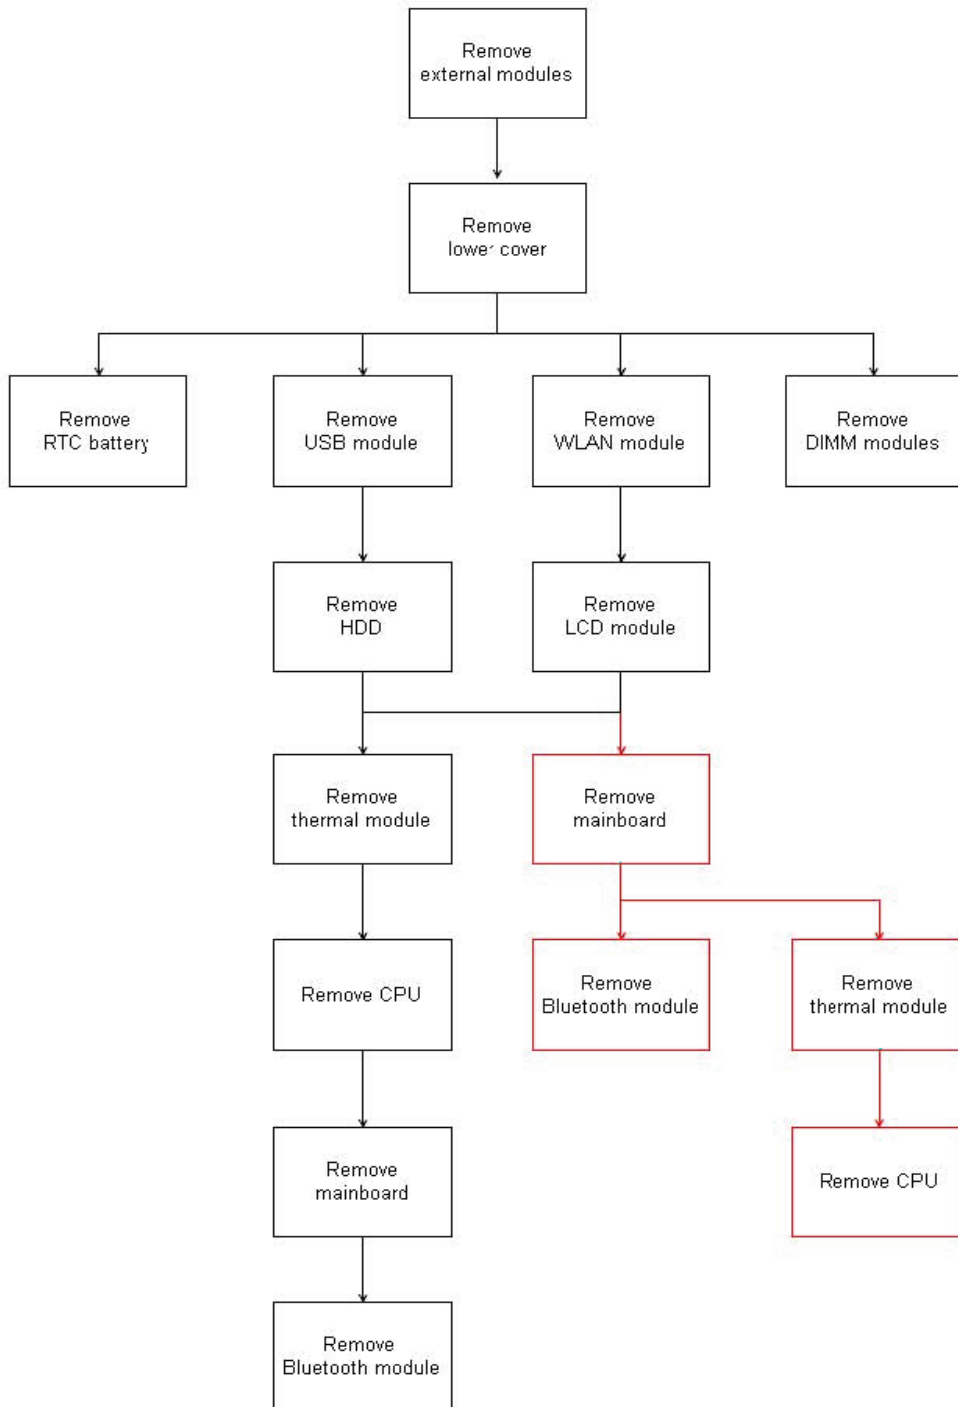 Remove
external modules
Remove
lower cover
Remove
RTC battery
Remove
USB module
Remove
WLAN module
Remove
DIMM modules
Remove
HDD
Remove
LCD module
Remove
thermal module
Remove
mainboard
Remove CPU
Remove
Bluetooth module
Remove
thermal module
Remove
mainboard
Remove CPU
Remove
Bluetooth module